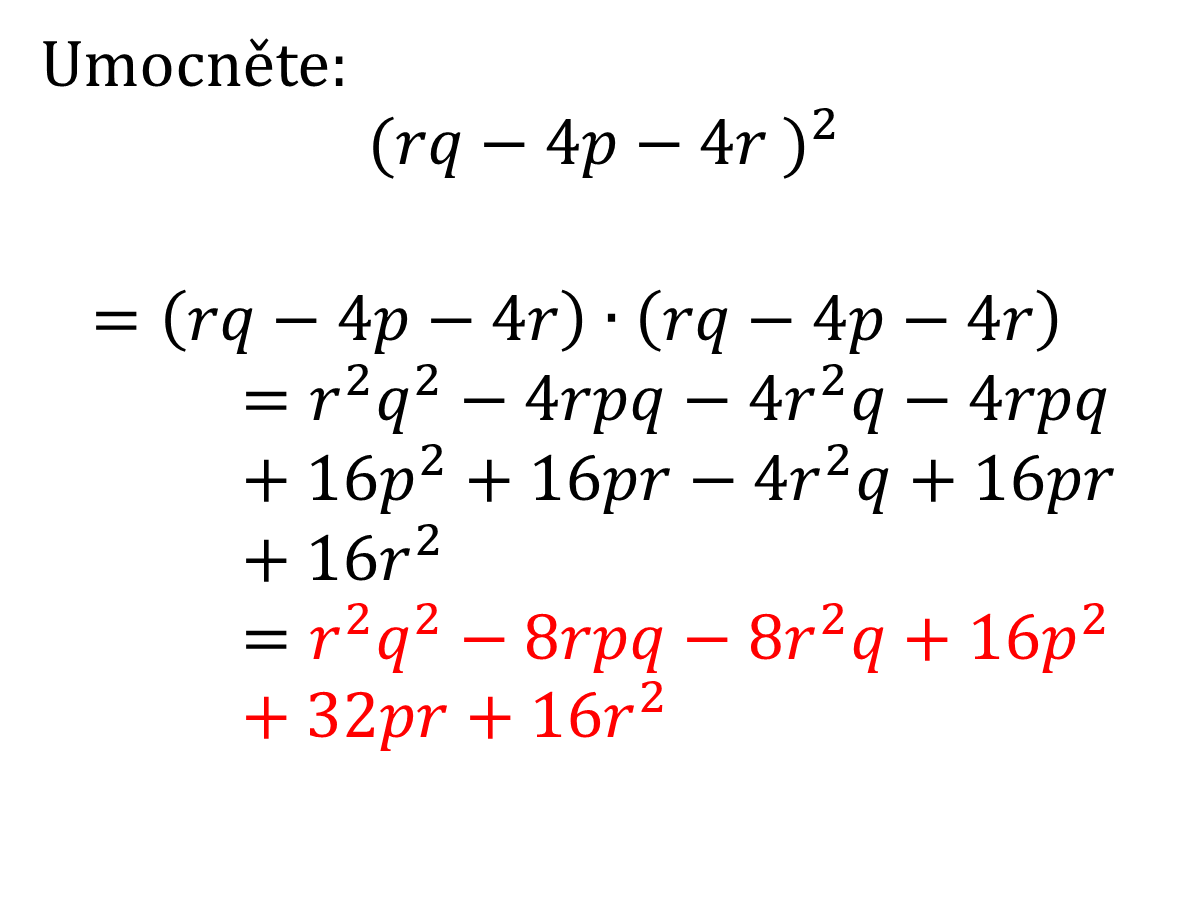 Umocněte:
(rq − 4p − 4r )²
= (rq − 4p − 4r) · (rq − 4p − 4r)
= r²q² − 4rpq − 4r²q − 4rpq
+ 16p² + 16pr − 4r²q + 16pr
+ 16r²
= r²q² − 8rpq − 8r²q + 16p²
+ 32pr + 16r²